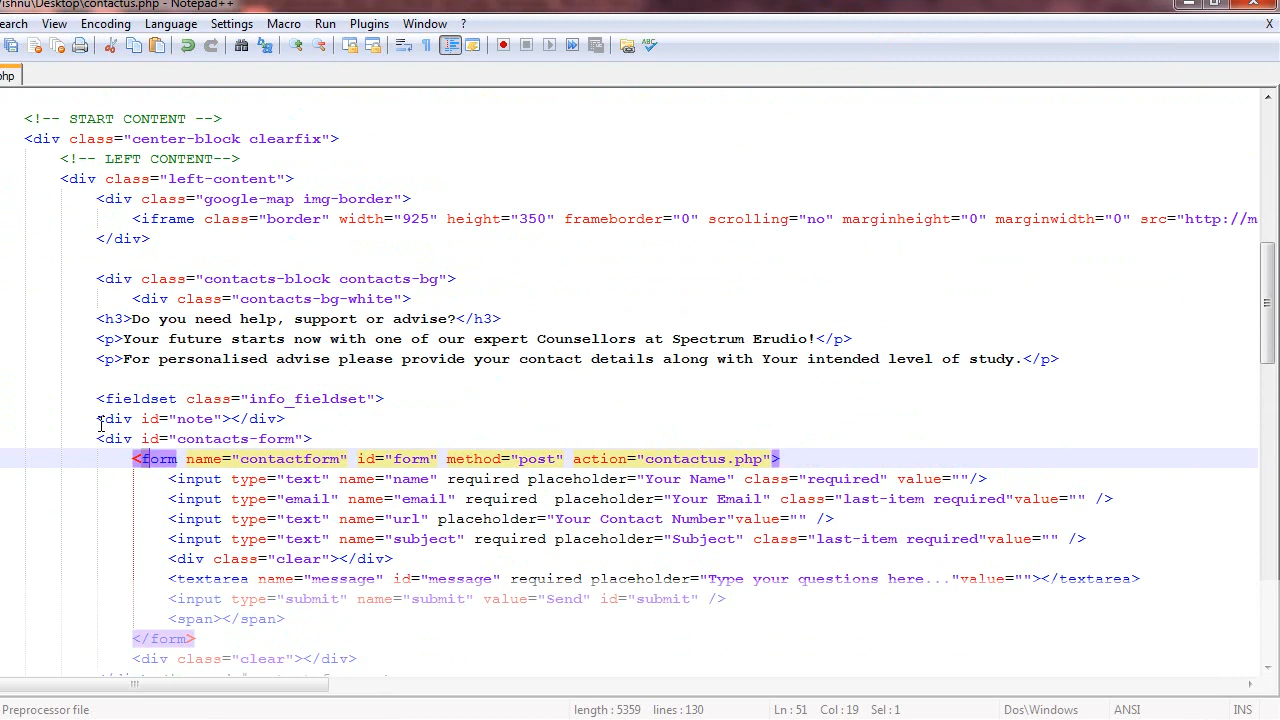 ishnu\Desktop\contactus.php - Notepad++
earch View Encoding Language Settings Macro Run Plugins Window ? X
php
<!-- START CONTENT -->
<div class="center-block clearfix">
<!-- LEFT CONTENT-->
<div class="left-content">
<div class="google-map img-border">
<iframe class="border" width="925" height="350" frameborder="0" scrolling="no" marginheight="0" marginwidth="0" src="http://m
</div>
<div class="contacts-block contacts-bg">
<div class="contacts-bg-white">
<h3>Do you need help, support or advise?</h3>
<p>Your future starts now with one of our expert Counsellors at Spectrum Erudio!</p>
<p>For personalised advise please provide your contact details along with Your intended level of study.</p>
<fieldset class="info_fieldset">
<div id="note"></div>
<div id="contacts-form">
<form name="contactform" id="form" method="post" action="contactus.php">
<input type="text" name="name" required placeholder="Your Name" class="required" value=""/>
<input type="email" name="email" required  placeholder="Your Email" class="last-item required"value="" />
<input type="text" name="url" placeholder="Your Contact Number"value="" />
<input type="text" name="subject" required placeholder="Subject" class="last-item required"value="" />
<div class="clear"></div>
<textarea name="message" id="message" required placeholder="Type your questions here..."value=""></textarea>
<input type="submit" name="submit" value="Send" id="submit" />
<span></span>
</form>
<div class="clear"></div>
Preprocessor file length : 5359 lines : 130 Ln : 51 Col : 19 Sel : 1 Dos\Windows ANSI INS